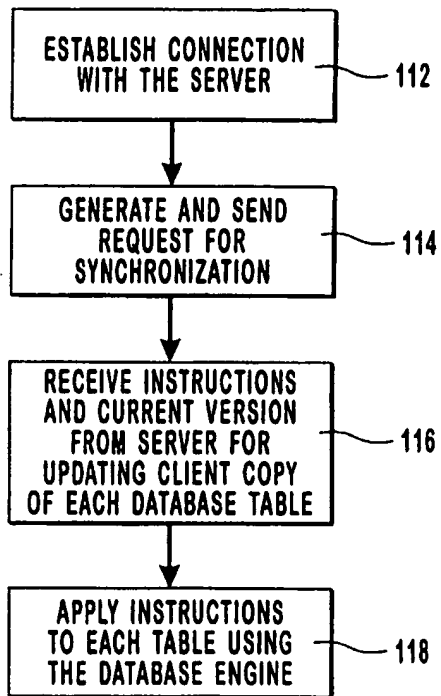 ESTABLISH CONNECTION
WITH THE SERVER
112
GENERATE AND SEND
REQUEST FOR
SYNCHRONIZATION
114
RECEIVE INSTRUCTIONS
AND CURRENT VERSION
FROM SERVER FOR
UPDATING CLIENT COPY
OF EACH DATABASE TABLE
116
APPLY INSTRUCTIONS
TO EACH TABLE USING
THE DATABASE ENGINE
118